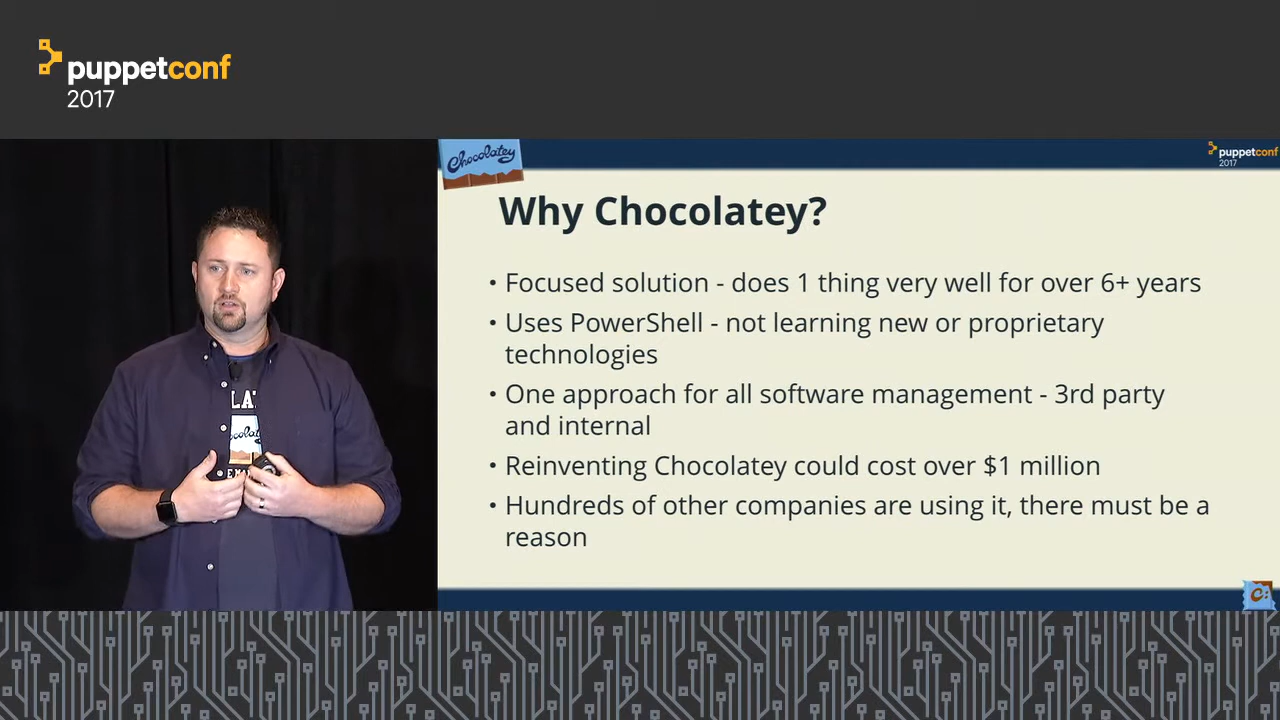 puppetconf
2017
Chocolatey
puppetconf
2017
Why Chocolatey?
• Focused solution - does 1 thing very well for over 6+ years
• Uses PowerShell - not learning new or proprietary
technologies
• One approach for all software management - 3rd party
and internal
• Reinventing Chocolatey could cost over $1 million
• Hundreds of other companies are using it, there must be a
reason
c: